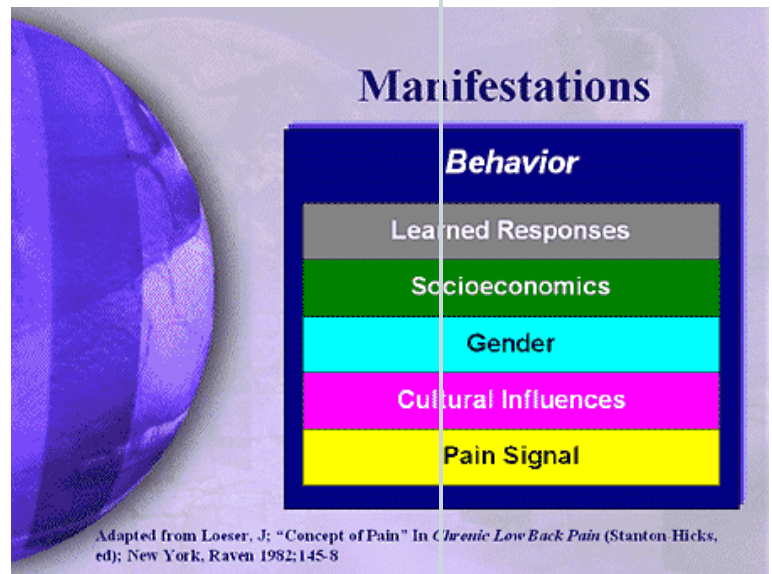 Manifestations
Behavior
Learned Responses
Socioeconomics
Gender
Cultural Influences
Pain Signal
Adapted from Loeser, J; “Concept of Pain” In Chronic Low Back Pain (Stanton-Hicks,
ed); New York, Raven 1982;145-8